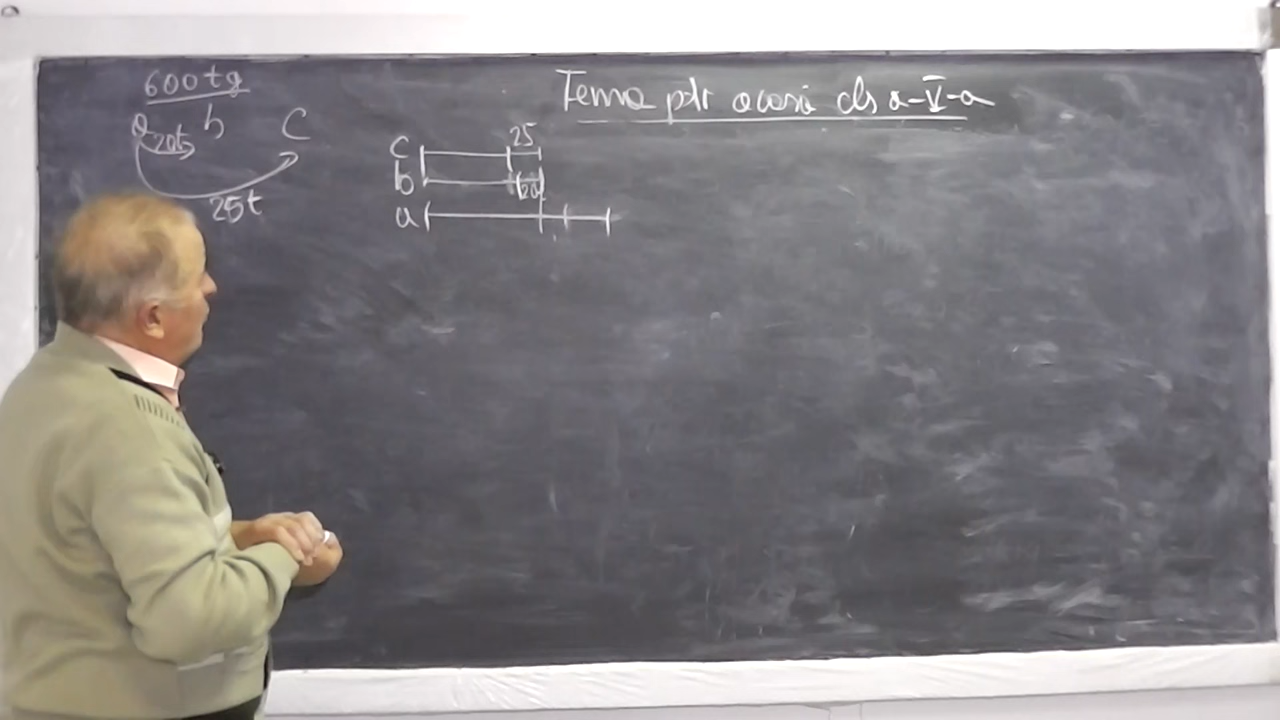 600 tg
Tema ptr acasă cls a-V-a
a b c
20t
25t
c 25
b 20
a